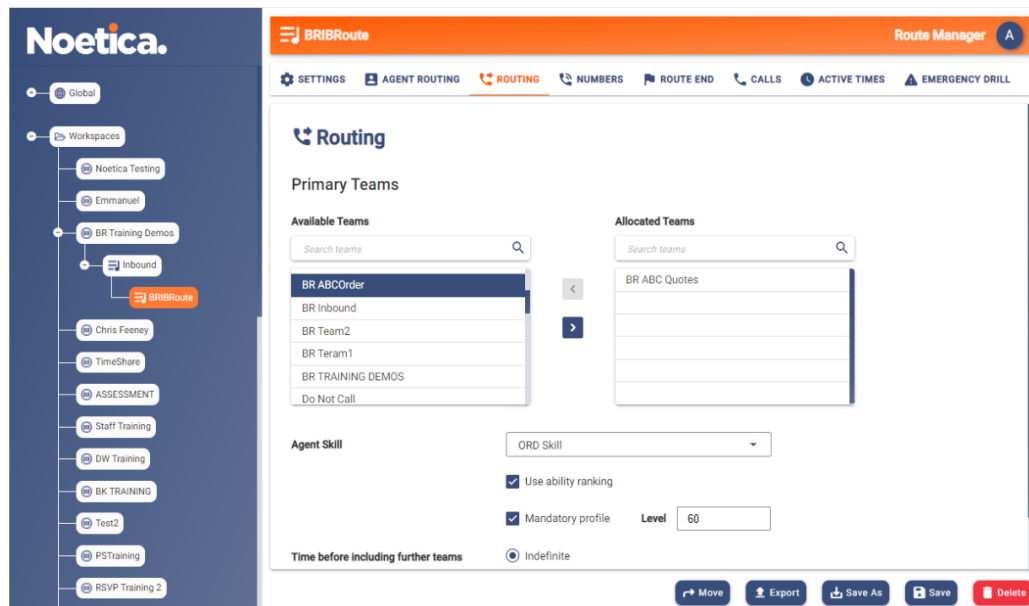 Noetica.
Global
Workspaces
Noetica Testing
Emmanuel
BR Training Demos
Inbound
BRIBRoute
Chris Feeney
TimeShare
ASSESSMENT
Staff Training
DW Training
BK TRAINING
Test2
PSTraining
RSVP Training 2
BRIBRoute
Route Manager A
SETTINGS AGENT ROUTING ROUTING NUMBERS ROUTE END CALLS ACTIVE TIMES EMERGENCY DRILL
Routing
Primary Teams
Available Teams Allocated Teams
Search teams Search teams
BR ABCOrder BR ABC Quotes
BR Inbound
BR Team2
BR Teram1
BR TRAINING DEMOS
Do Not Call
Agent Skill ORD Skill
Use ability ranking
Mandatory profile Level 60
Time before including further teams Indefinite
Move Export Save As Save Delete